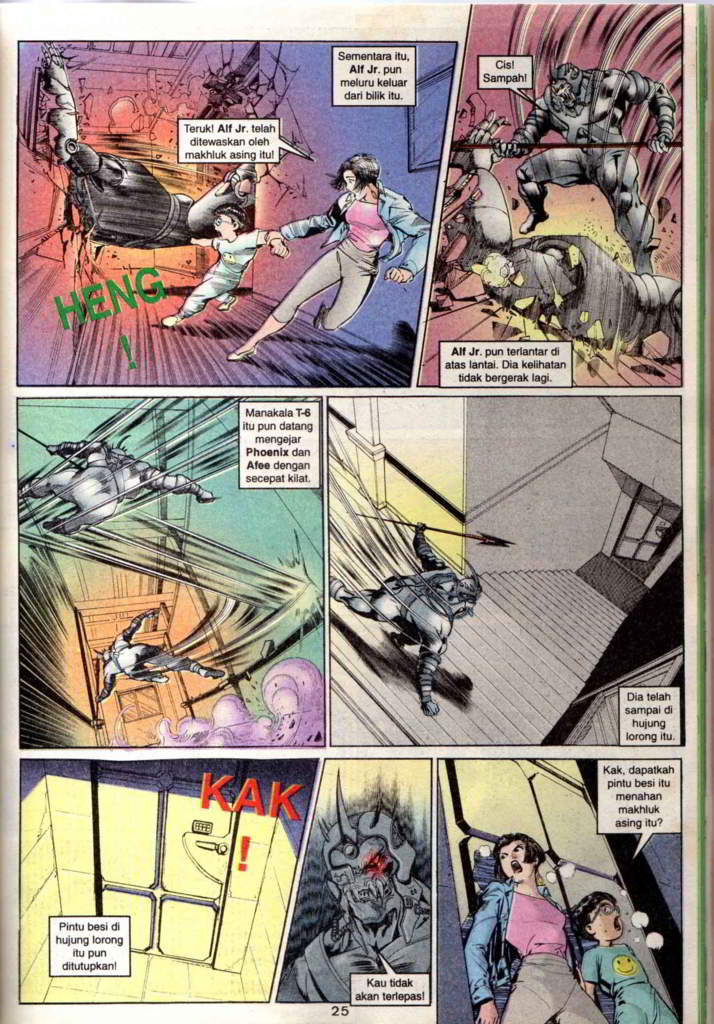 Sementara itu,
Alf Jr. pun
meluru keluar
dari bilik itu.
Teruk! Alf Jr. telah
ditewaskan oleh
makhluk asing itu!
HENG
!
Cis!
Sampah!
Alf Jr. pun terlantar di
atas lantai. Dia kelihatan
tidak bergerak lagi.
Manakala T-6
itu pun datang
mengejar
Phoenix dan
Afee dengan
secepat kilat.
Dia telah
sampai di
hujung
lorong itu.
KAK
!
Pintu besi di
hujung lorong
itu pun
ditutupkan!
Kau tidak
akan terlepas!
Kak, dapatkah
pintu besi itu
menahan
makhluk
asing itu?
25